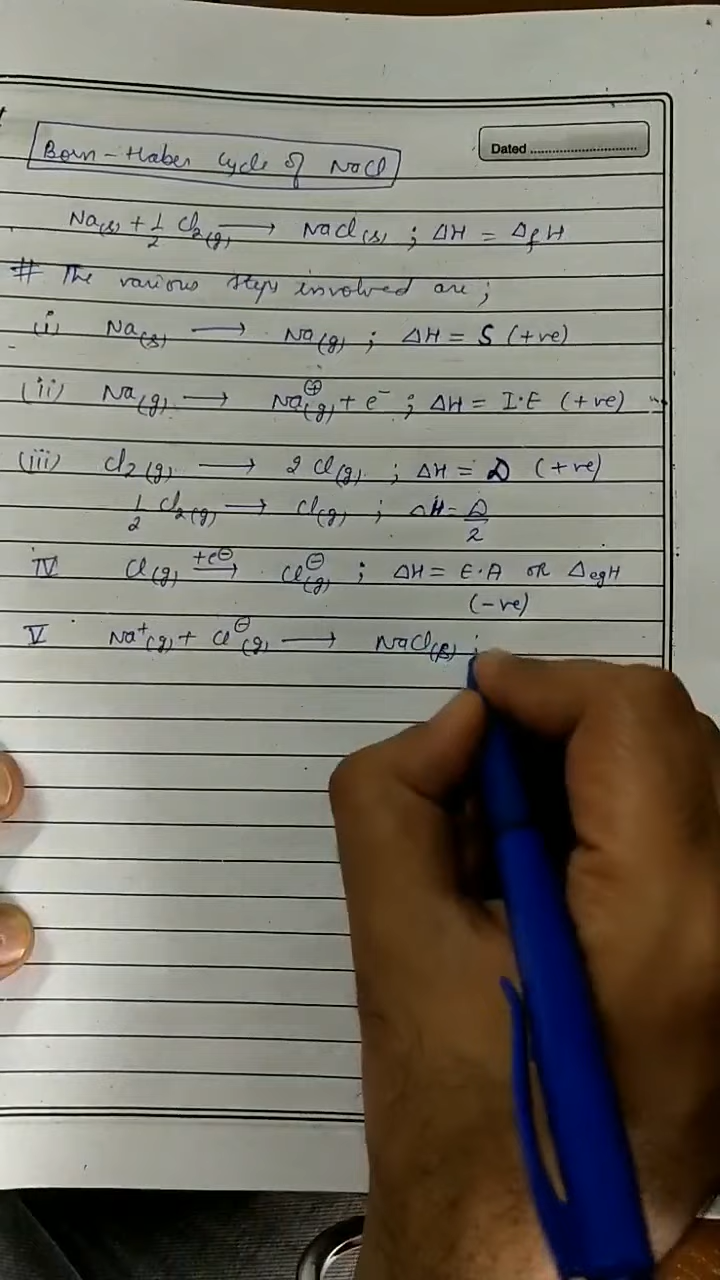 Born-Haber Cycle of NaCl
Dated ..............................
Na(s) + 1/2 Cl2(g) ⟶ NaCl(s) ; ΔH = ΔfH
# The various steps involved are ;
(i) Na(s) ⟶ Na(g) ; ΔH = S (+ve)
(ii) Na(g) ⟶ Na⊕(g) + e⁻ ; ΔH = I·E (+ve)
(iii) Cl2(g) ⟶ 2Cl(g) ; ΔH = D (+ve)
1/2 Cl2(g) ⟶ Cl(g) ; ΔH = D/2
IV Cl(g) +e⊖ ⟶ Cl⊖(g) ; ΔH = E·A OR ΔegH
(-ve)
V Na⁺(g) + Cl⊖(g) ⟶ NaCl(s) ;